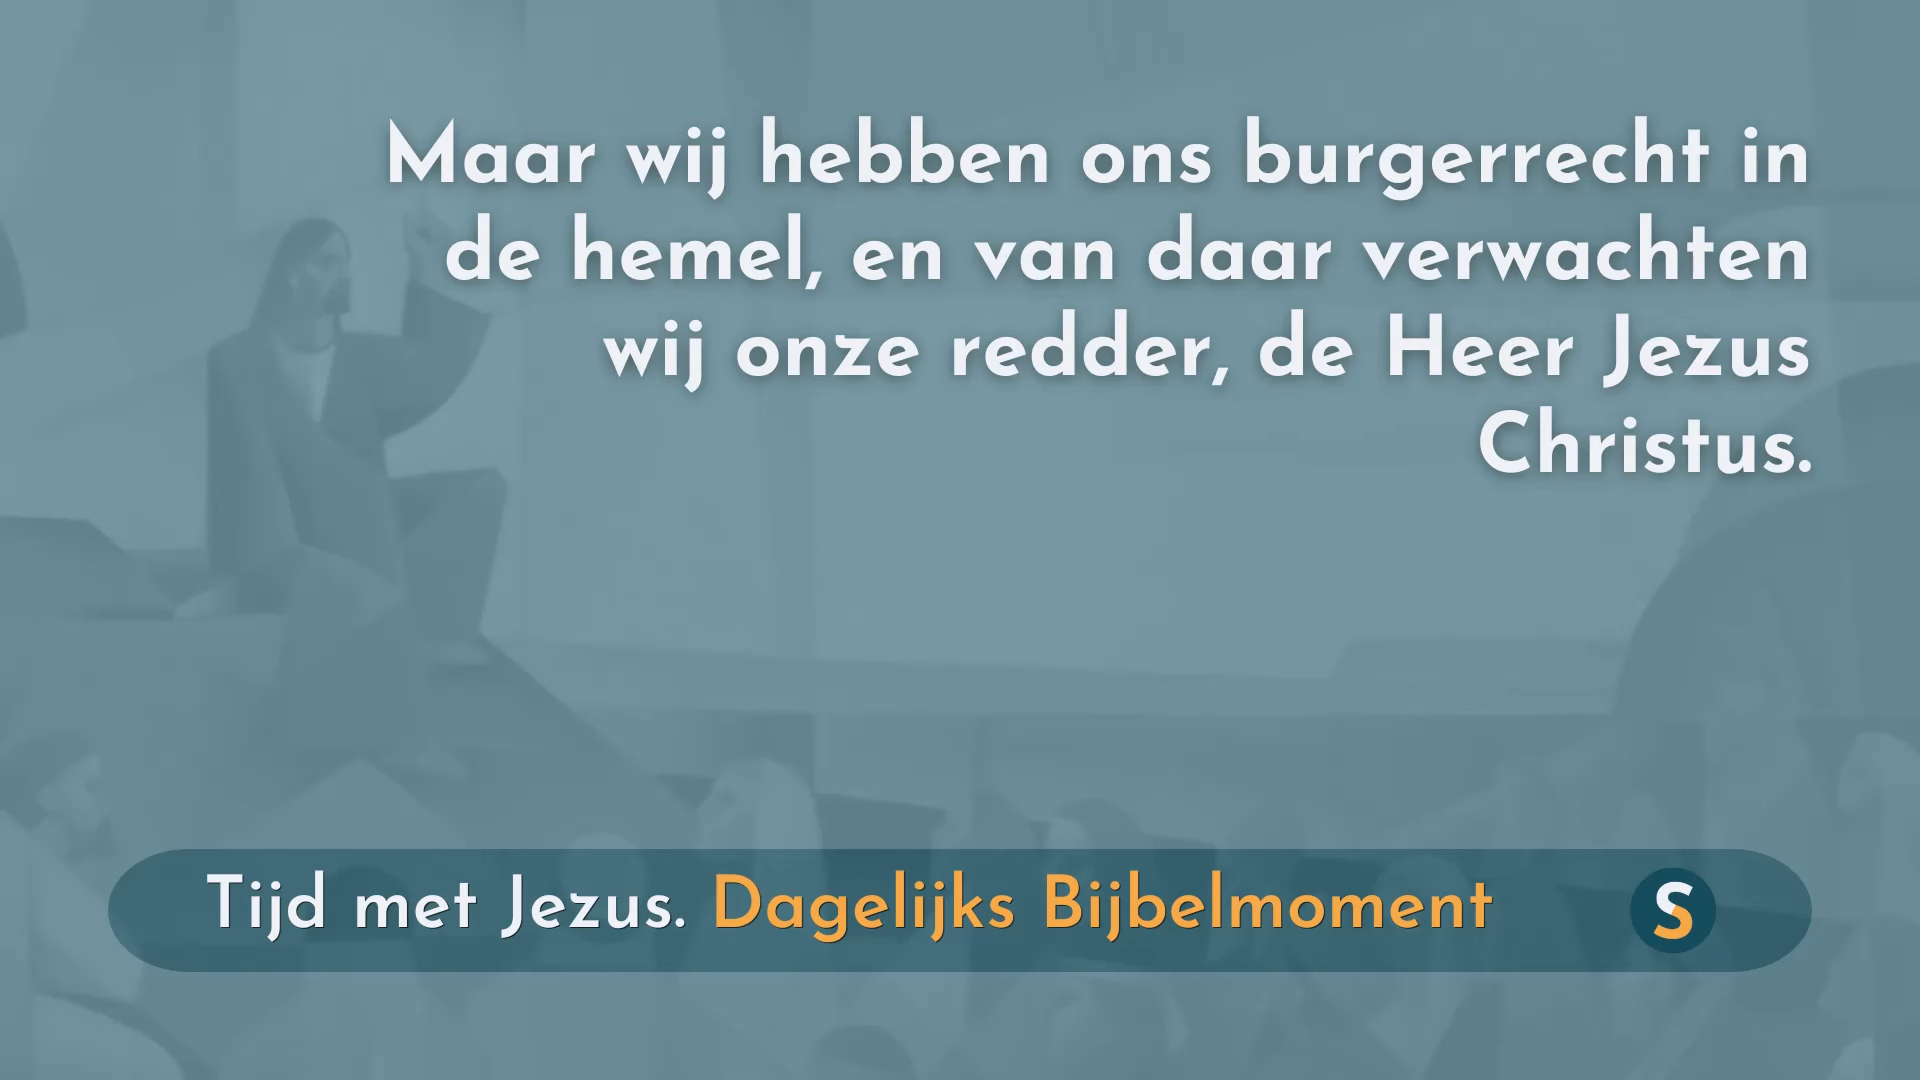 Maar wij hebben ons burgerrecht in
de hemel, en van daar verwachten
wij onze redder, de Heer Jezus
Christus.
Tijd met Jezus. Dagelijks Bijbelmoment
S